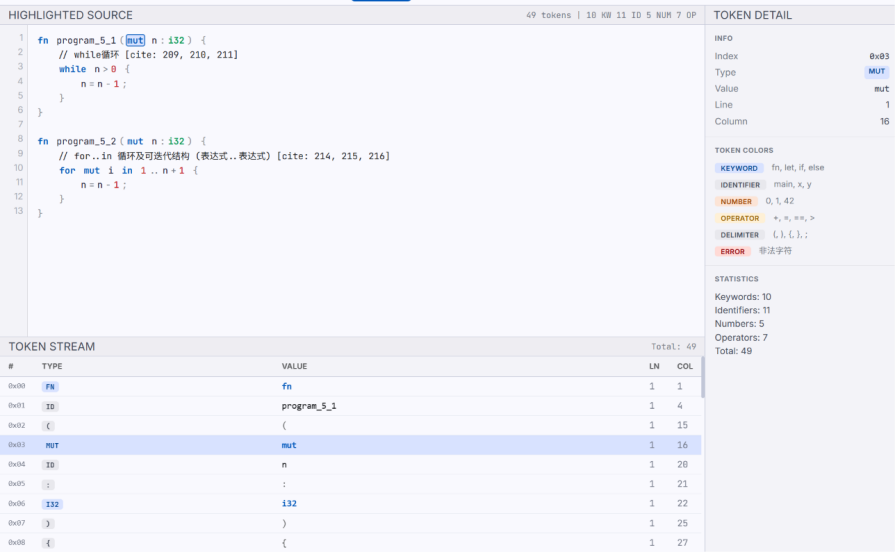 HIGHLIGHTED SOURCE
49 tokens | 10 KW 11 ID 5 NUM 7 OP
1 fn program_5_1(mut n:i32) {
2 // while循环 [cite: 209, 210, 211]
3 while n>0 {
4 n=n-1;
5 }
6 }
7
8 fn program_5_2(mut n:i32) {
9 // for..in 循环及可迭代结构 (表达式..表达式) [cite: 214, 215, 216]
10 for mut i in 1..n+1 {
11 n=n-1;
12 }
13 }
TOKEN STREAM
Total: 49
# TYPE VALUE LN COL
0x00 FN fn 1 1
0x01 ID program_5_1 1 4
0x02 ( ( 1 15
0x03 MUT mut 1 16
0x04 ID n 1 20
0x05 : : 1 21
0x06 I32 i32 1 22
0x07 ) ) 1 25
0x08 { { 1 27
TOKEN DETAIL
INFO
Index 0x03
Type MUT
Value mut
Line 1
Column 16
TOKEN COLORS
KEYWORD fn, let, if, else
IDENTIFIER main, x, y
NUMBER 0, 1, 42
OPERATOR +, =, ==, >
DELIMITER (, ), {, }, ;
ERROR 非法字符
STATISTICS
Keywords: 10
Identifiers: 11
Numbers: 5
Operators: 7
Total: 49